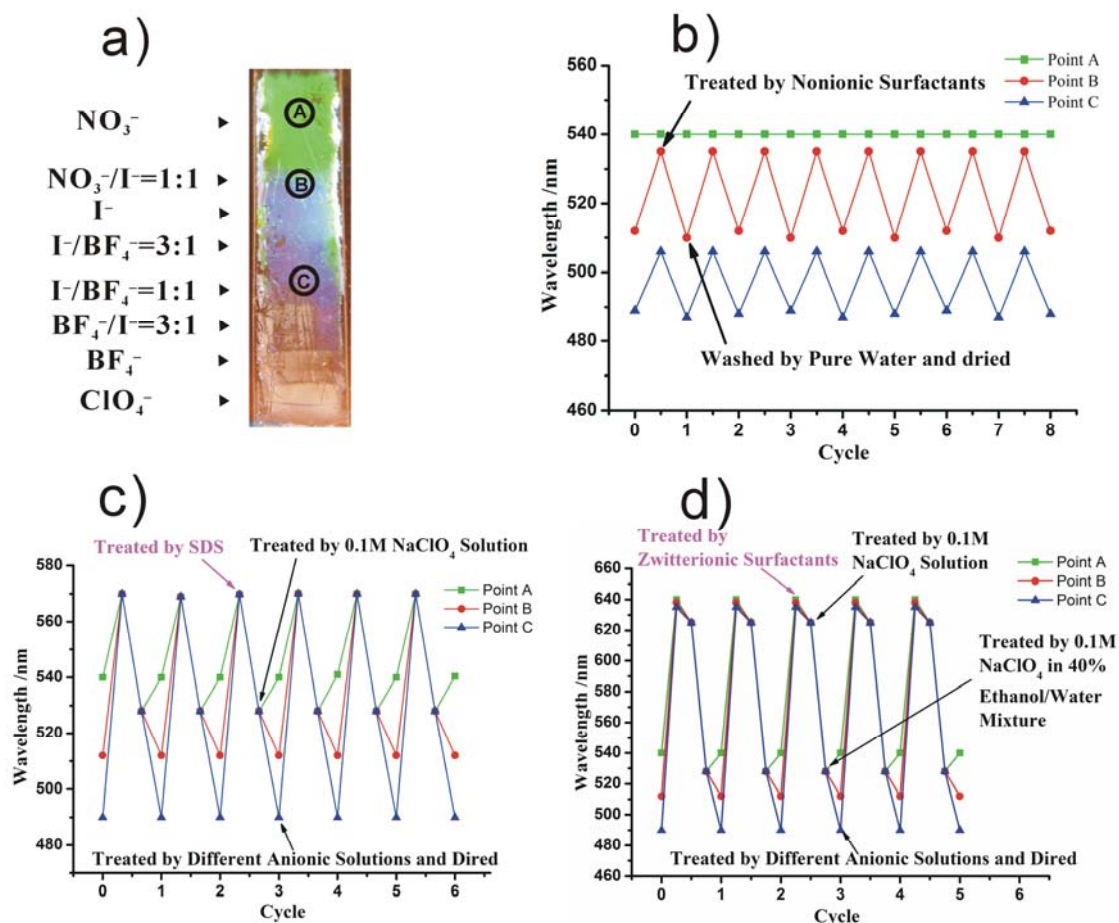 a)
NO₃⁻
NO₃⁻/I⁻=1:1
I⁻
I⁻/BF₄⁻=3:1
I⁻/BF₄⁻=1:1
BF₄⁻/I⁻=3:1
BF₄⁻
ClO₄⁻
A
B
C
b)
560
540
520
500
480
460
Wavelength /nm
Treated by Nonionic Surfactants
Point A
Point B
Point C
Washed by Pure Water and dried
0 1 2 3 4 5 6 7 8
Cycle
c)
580
570
560
540
520
500
480
Wavelength /nm
Treated by SDS
Treated by 0.1M NaClO₄ Solution
Point A
Point B
Point C
Treated by Different Anionic Solutions and Dired
0 1 2 3 4 5 6
Cycle
d)
660
640
620
600
580
560
540
520
500
490
480
460
Wavelength /nm
Treated by
Zwitterionic Surfactants
Treated by 0.1M
NaClO₄ Solution
Point A
Point B
Point C
Treated by 0.1M
NaClO₄ in 40%
Ethanol/Water
Mixture
Treated by Different Anionic Solutions and Dired
0 1 2 3 4 5 6
Cycle